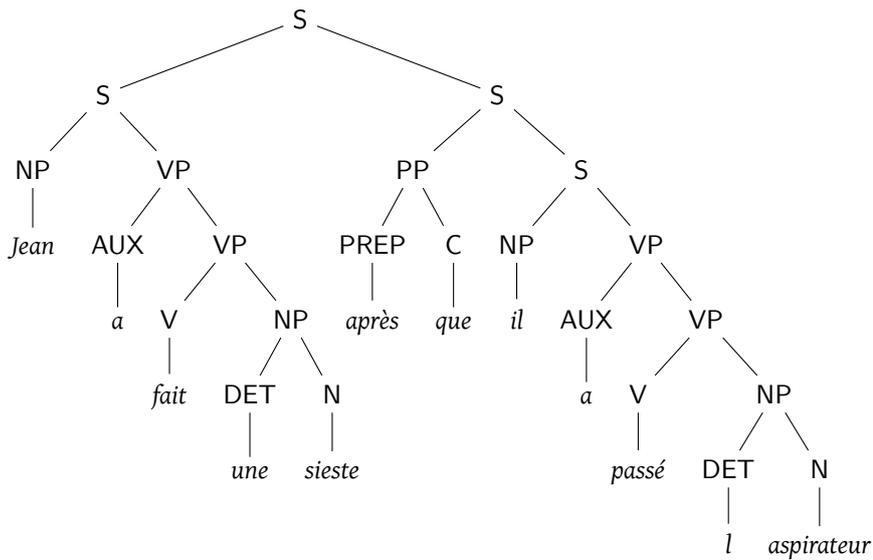 S
S S
NP VP PP S
Jean AUX VP PREP C NP VP
a V NP après que il AUX VP
fait DET N a V NP
une sieste passé DET N
l aspirateur